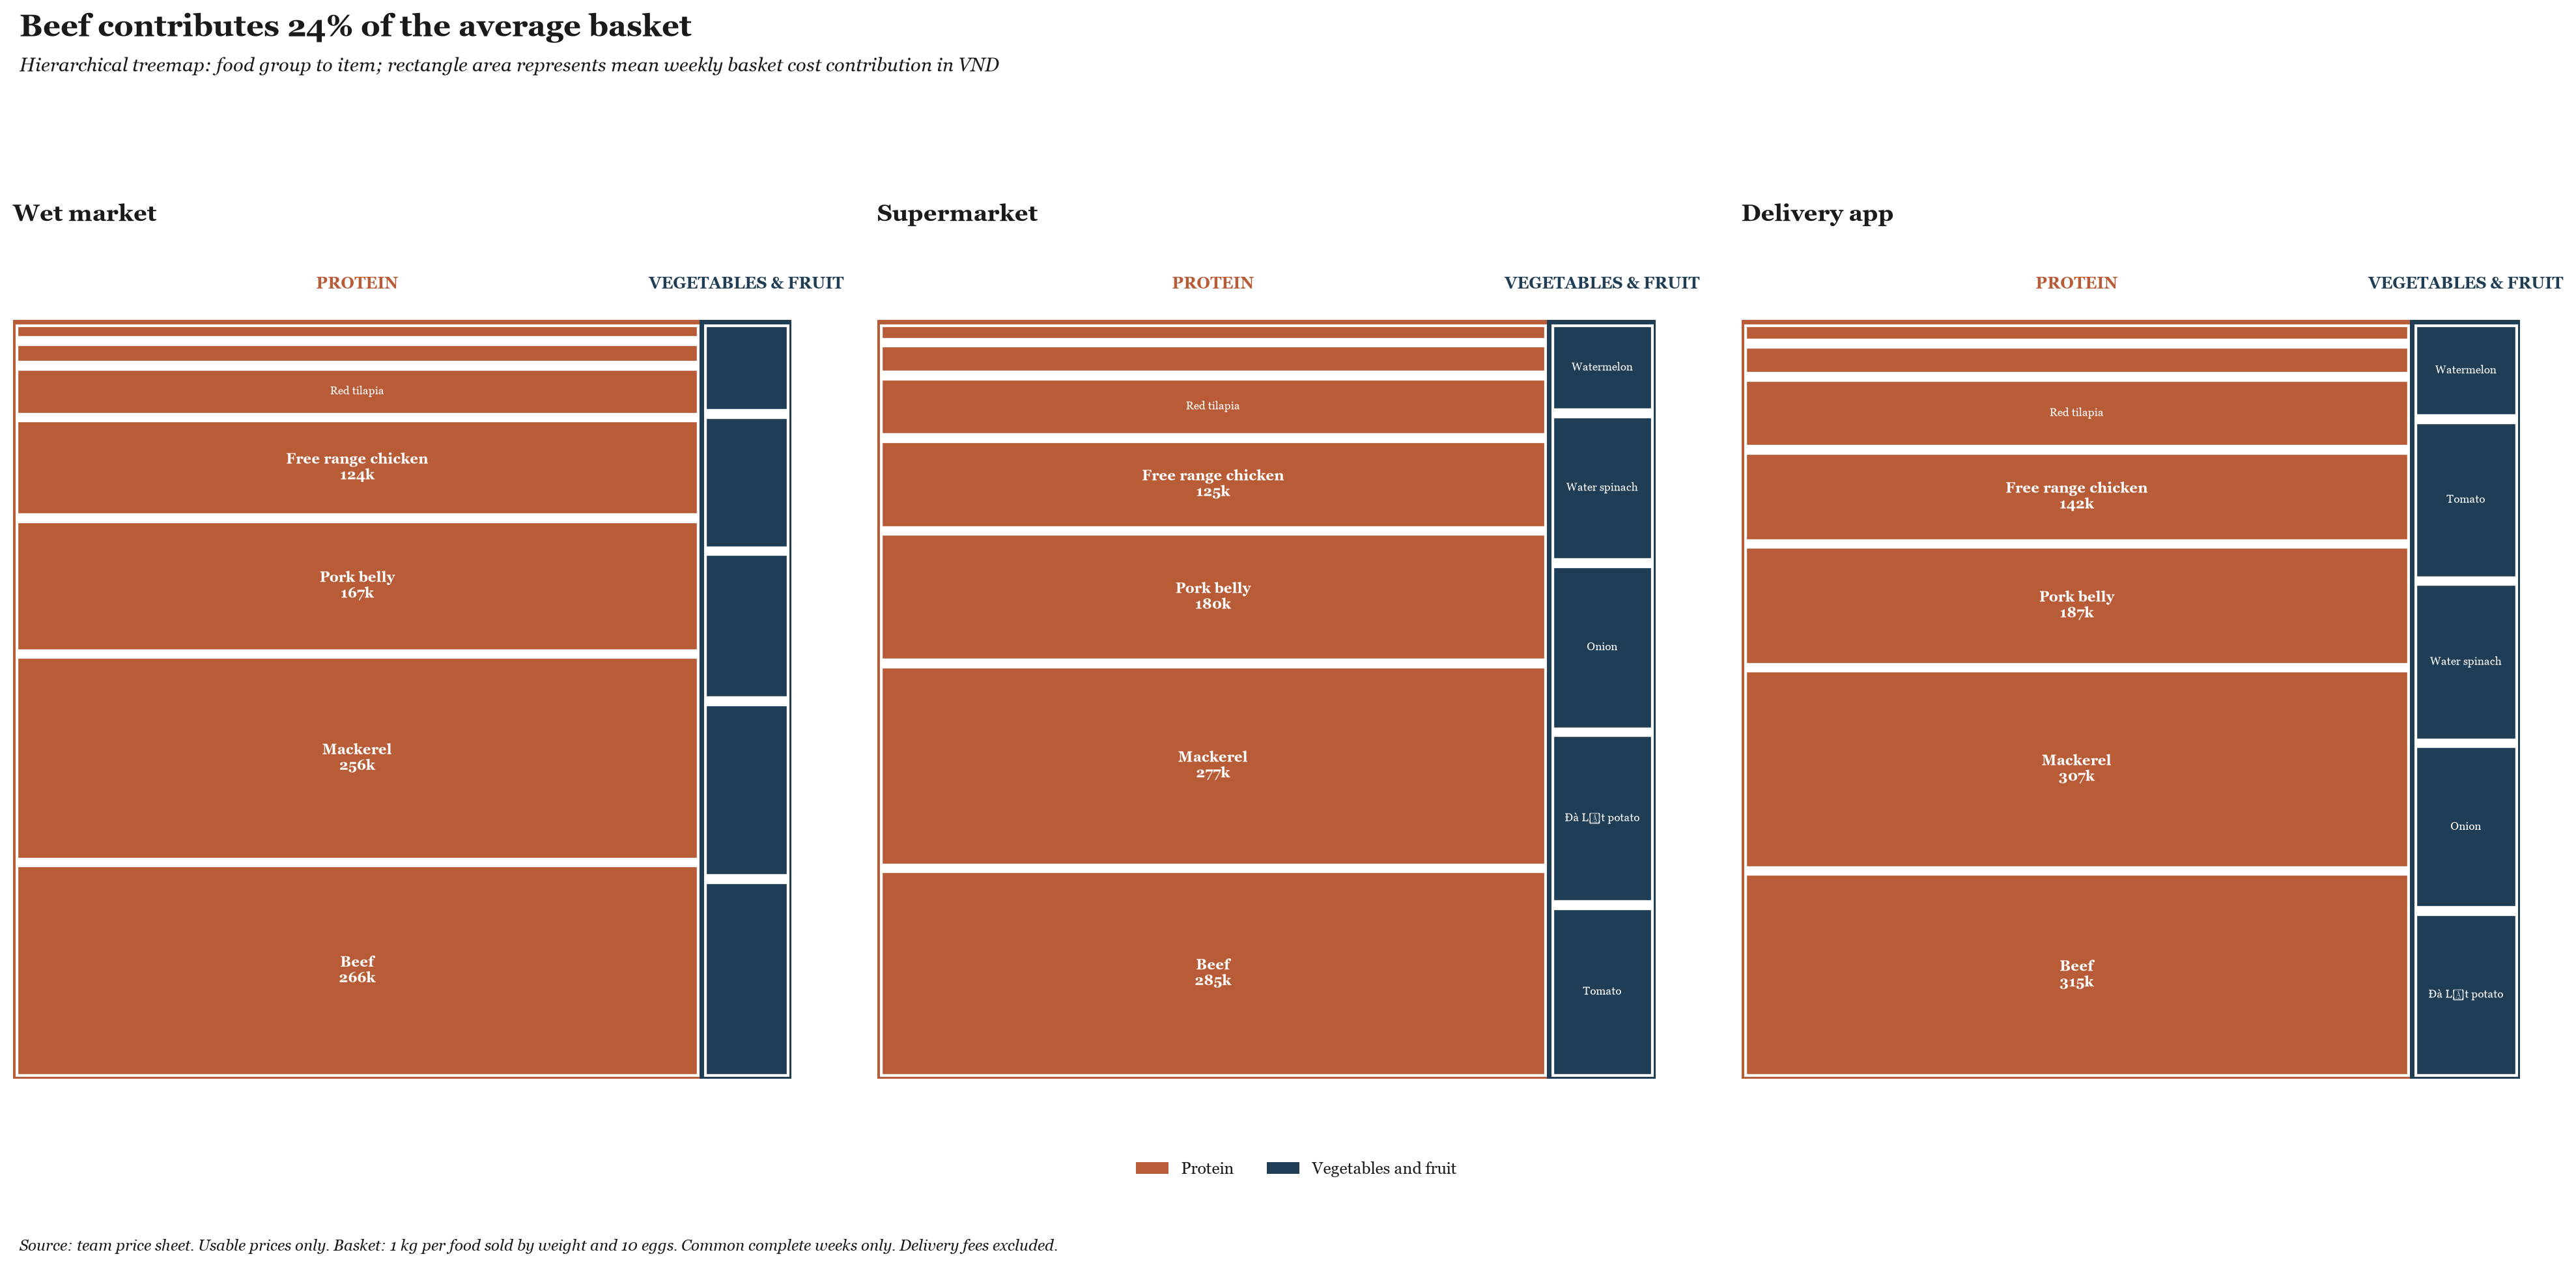 Beef contributes 24% of the average basket
Hierarchical treemap: food group to item; rectangle area represents mean weekly basket cost contribution in VND
Wet market
PROTEIN
VEGETABLES & FRUIT
Red tilapia
Free range chicken
124k
Pork belly
167k
Mackerel
256k
Beef
266k
Supermarket
PROTEIN
VEGETABLES & FRUIT
Red tilapia
Free range chicken
125k
Pork belly
180k
Mackerel
277k
Beef
285k
Watermelon
Water spinach
Onion
Đà L□t potato
Tomato
Delivery app
PROTEIN
VEGETABLES & FRUIT
Red tilapia
Free range chicken
142k
Pork belly
187k
Mackerel
307k
Beef
315k
Watermelon
Tomato
Water spinach
Onion
Đà L□t potato
Protein
Vegetables and fruit
Source: team price sheet. Usable prices only. Basket: 1 kg per food sold by weight and 10 eggs. Common complete weeks only. Delivery fees excluded.